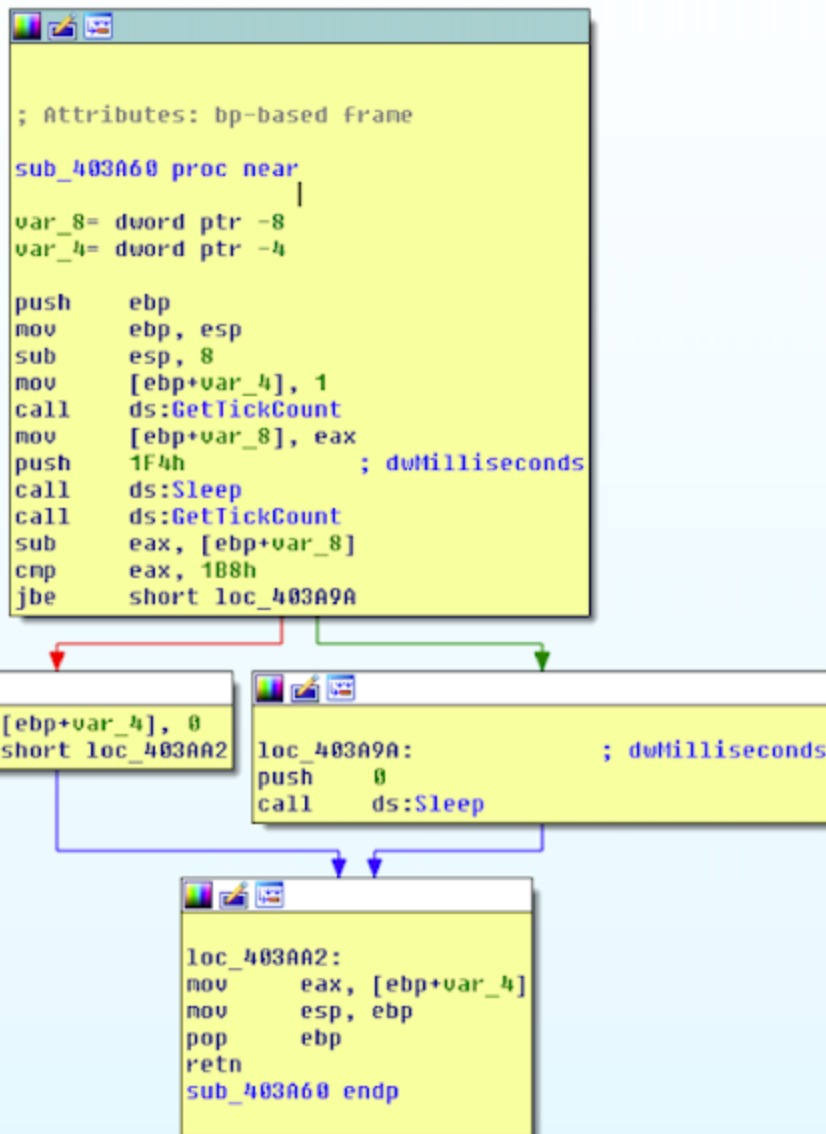 ; Attributes: bp-based frame
sub_403A60 proc near
var_8= dword ptr -8
var_4= dword ptr -4
push    ebp
mov     ebp, esp
sub     esp, 8
mov     [ebp+var_4], 1
call    ds:GetTickCount
mov     [ebp+var_8], eax
push    1F4h            ; dwMilliseconds
call    ds:Sleep
call    ds:GetTickCount
sub     eax, [ebp+var_8]
cmp     eax, 1B8h
jbe     short loc_403A9A
[ebp+var_4], 0
short loc_403AA2
loc_403A9A:             ; dwMilliseconds
push    0
call    ds:Sleep
loc_403AA2:
mov     eax, [ebp+var_4]
mov     esp, ebp
pop     ebp
retn
sub_403A60 endp